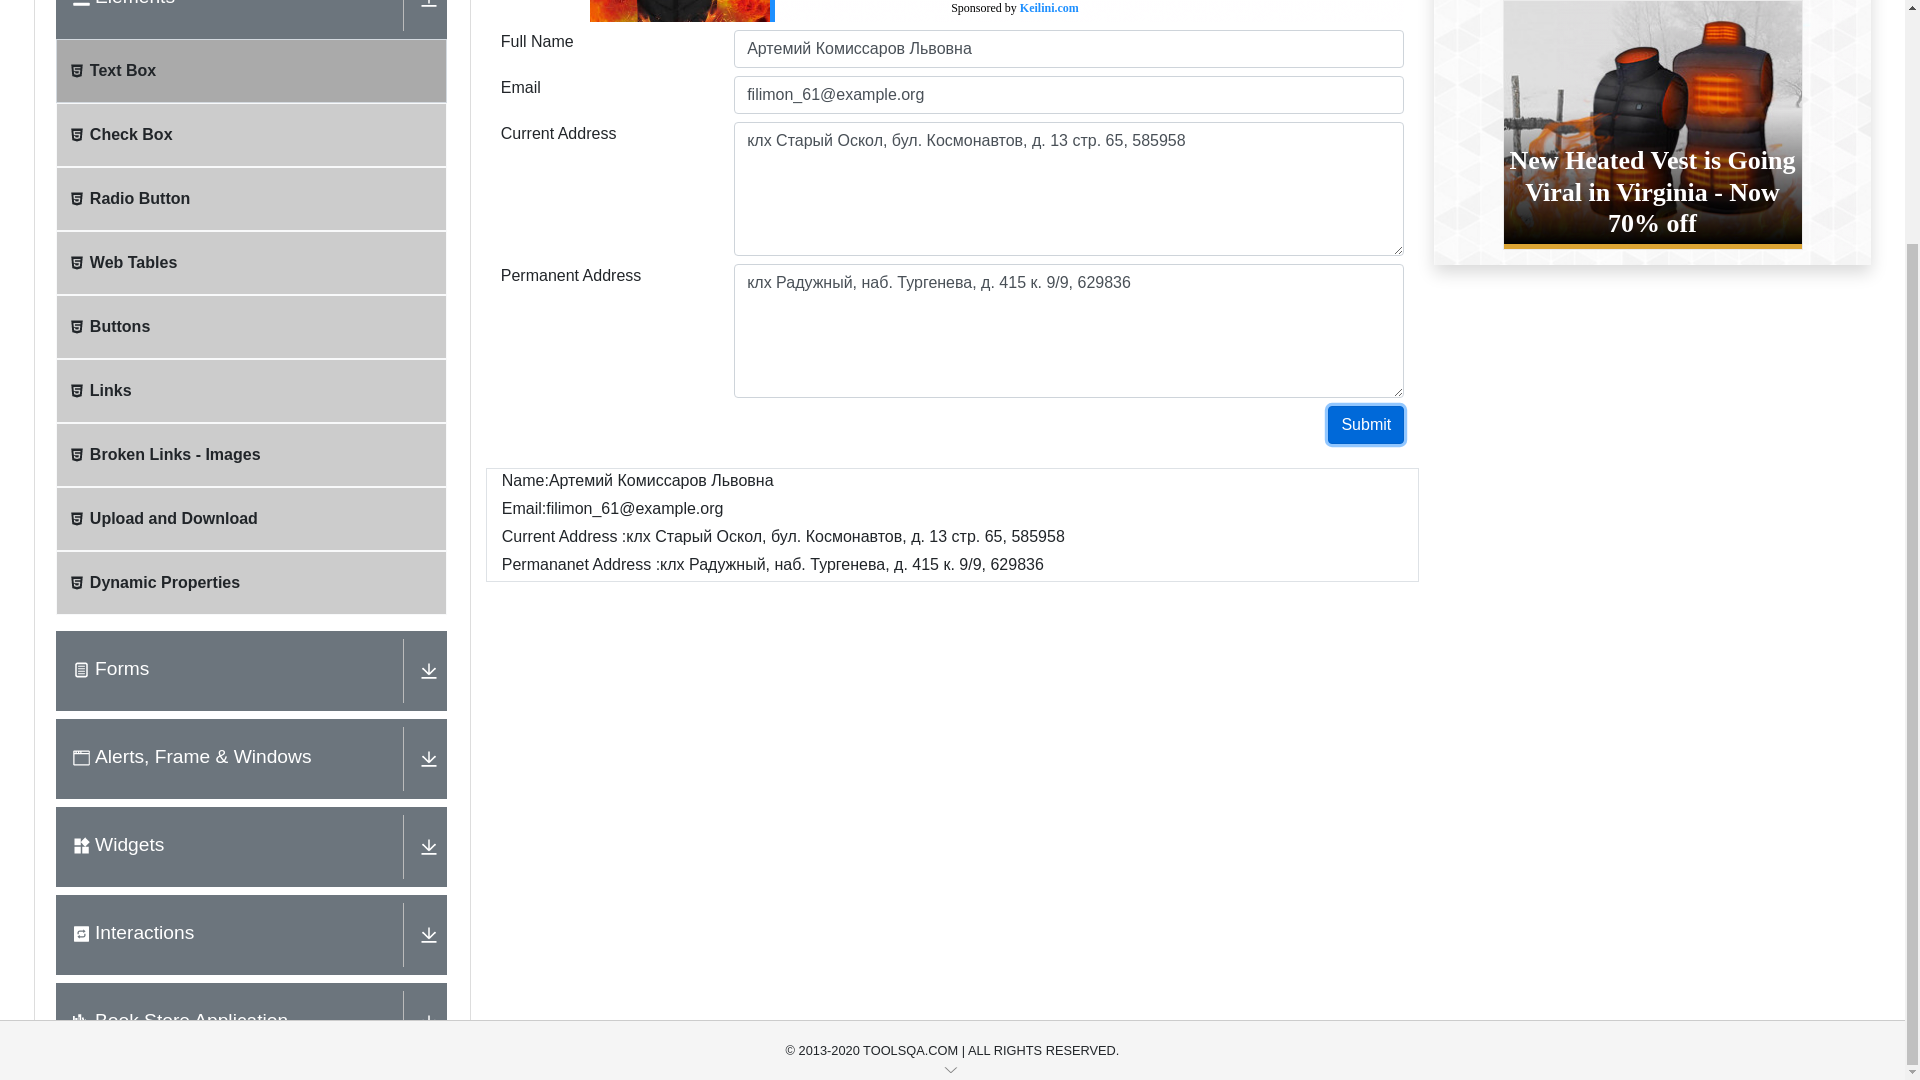 Elements
Text Box
Check Box
Radio Button
Web Tables
Buttons
Links
Broken Links - Images
Upload and Download
Dynamic Properties
Forms
Alerts, Frame & Windows
Widgets
Interactions
Book Store Application
Sponsored by Keilini.com
Full Name
Артемий Комиссаров Львовна
Email
filimon_61@example.org
Current Address
клх Старый Оскол, бул. Космонавтов, д. 13 стр. 65, 585958
Permanent Address
клх Радужный, наб. Тургенева, д. 415 к. 9/9, 629836
Submit
Name:Артемий Комиссаров Львовна
Email:filimon_61@example.org
Current Address :клх Старый Оскол, бул. Космонавтов, д. 13 стр. 65, 585958
Permananet Address :клх Радужный, наб. Тургенева, д. 415 к. 9/9, 629836
New Heated Vest is Going
Viral in Virginia - Now
70% off
© 2013-2020 TOOLSQA.COM | ALL RIGHTS RESERVED.